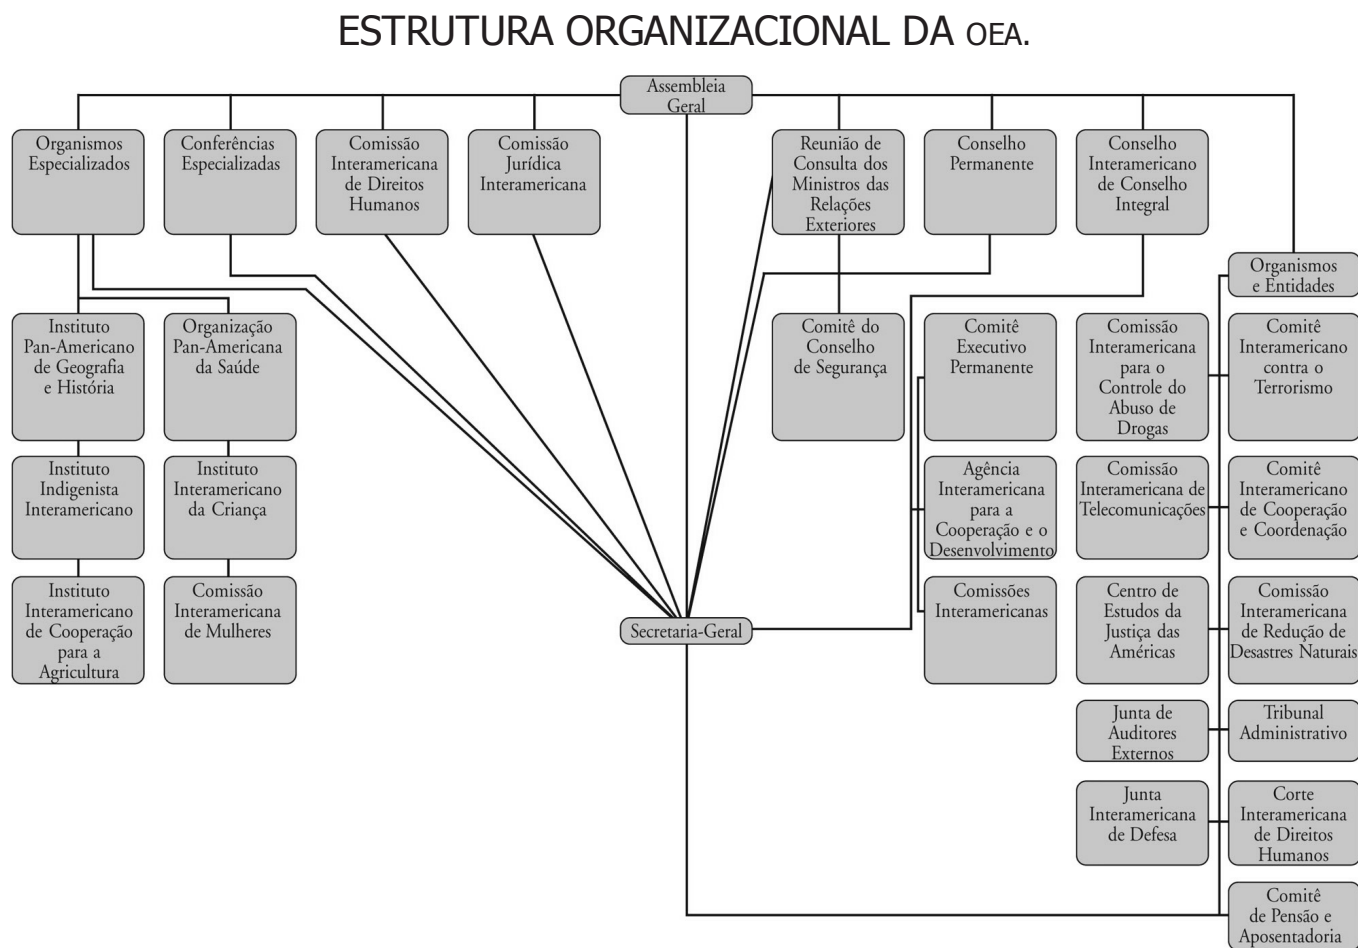 ESTRUTURA ORGANIZACIONAL DA OEA.
Assembleia
Geral
Organismos
Especializados
Conferências
Especializadas
Comissão
Interamericana
de Direitos
Humanos
Comissão
Jurídica
Interamericana
Reunião de
Consulta dos
Ministros das
Relações
Exteriores
Conselho
Permanente
Conselho
Interamericano
de Conselho
Integral
Organismos
e Entidades
Instituto
Pan-Americano
de Geografia
e História
Organização
Pan-Americana
da Saúde
Comitê do
Conselho
de Segurança
Comitê
Executivo
Permanente
Comissão
Interamericana
para o
Controle do
Abuso de
Drogas
Comitê
Interamericano
contra o
Terrorismo
Instituto
Indigenista
Interamericano
Instituto
Interamericano
da Criança
Agência
Interamericana
para a
Cooperação e o
Desenvolvimento
Comissão
Interamericana de
Telecomunicações
Comitê
Interamericano
de Cooperação
e Coordenação
Instituto
Interamericano
de Cooperação
para a
Agricultura
Comissão
Interamericana
de Mulheres
Secretaria-Geral
Comissões
Interamericanas
Centro de
Estudos da
Justiça das
Américas
Comissão
Interamericana
de Redução de
Desastres Naturais
Junta de
Auditores
Externos
Tribunal
Administrativo
Junta
Interamericana
de Defesa
Corte
Interamericana
de Direitos
Humanos
Comitê
de Pensão e
Aposentadoria